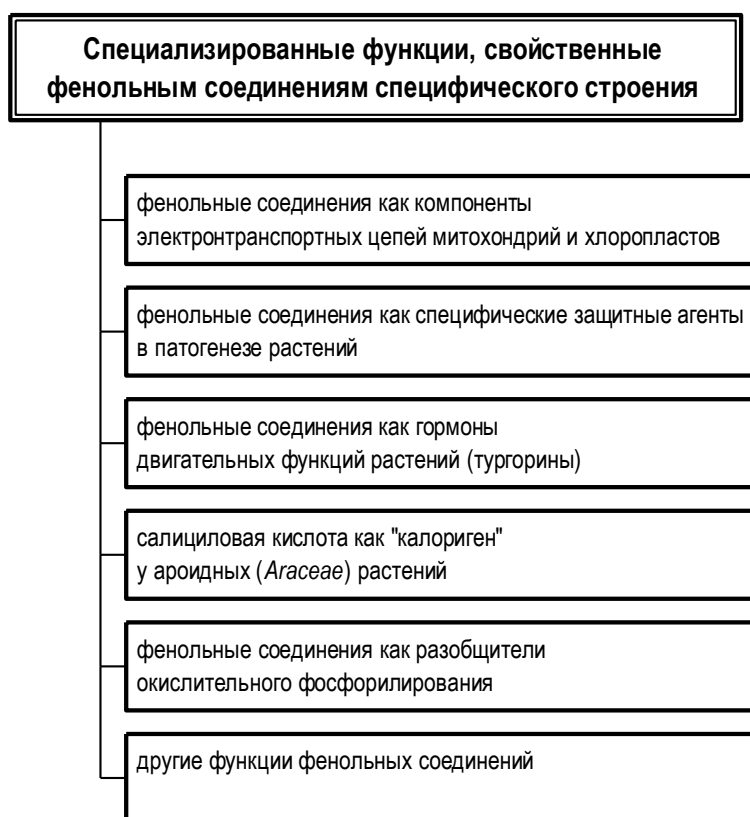 Специализированные функции, свойственные
фенольным соединениям специфического строения
фенольные соединения как компоненты
электронтранспортных цепей митохондрий и хлоропластов
фенольные соединения как специфические защитные агенты
в патогенезе растений
фенольные соединения как гормоны
двигательных функций растений (тургорины)
салициловая кислота как "калориген"
у ароидных (Araceae) растений
фенольные соединения как разобщители
окислительного фосфорилирования
другие функции фенольных соединений